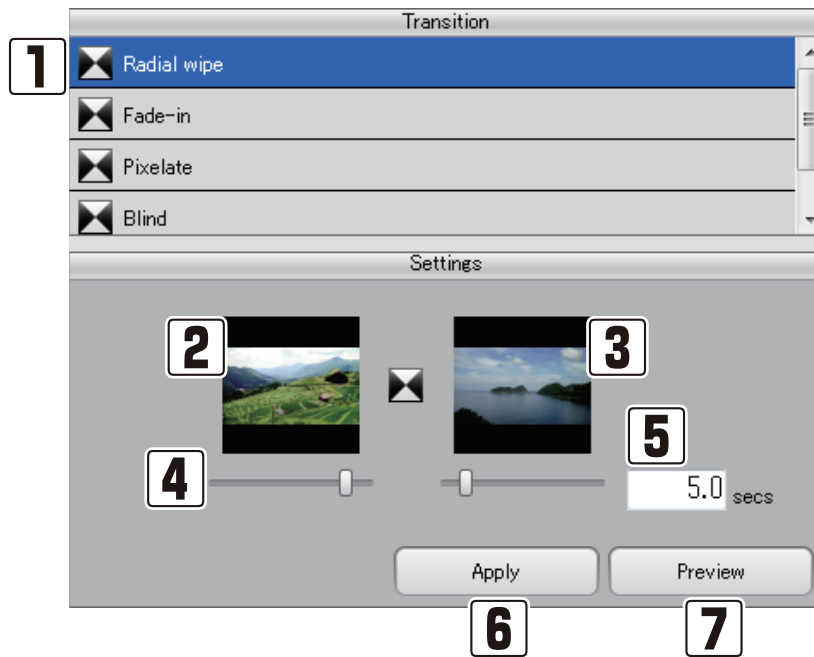 Transition
1
Radial wipe
Fade-in
Pixelate
Blind
Settings
2
3
4
5
5.0 secs
Apply
Preview
6
7